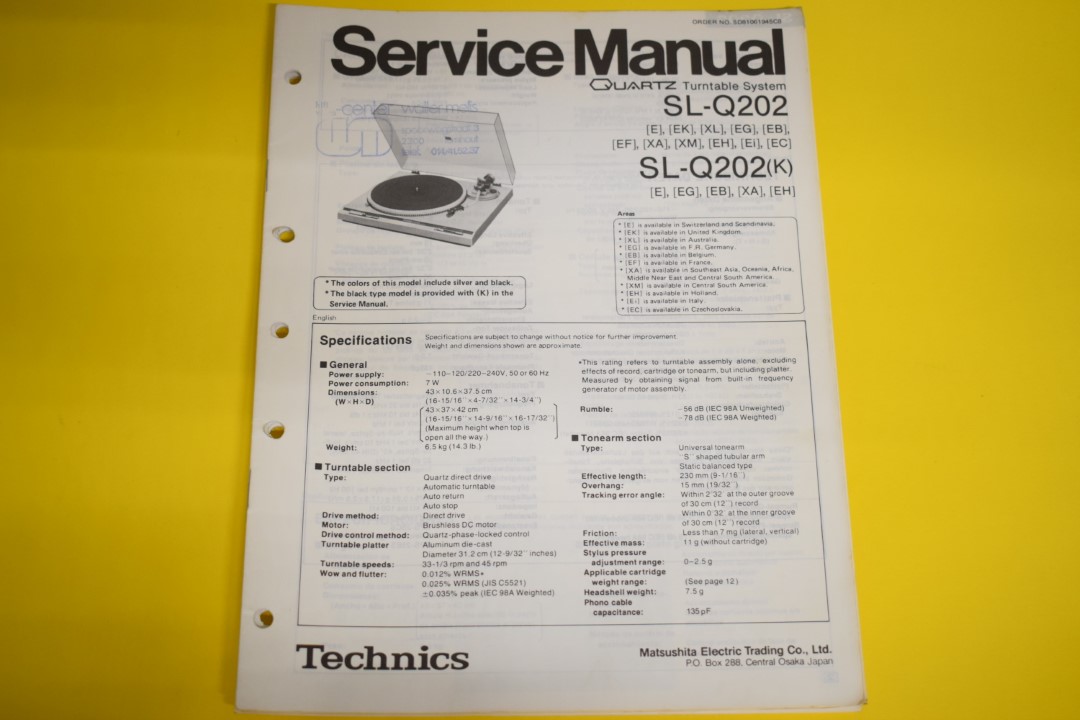 ORDER NO. SD81061945C8
Service Manual
QUARTZ Turntable System
SL-Q202
[E], [EK], [XL], [EG], [EB],
[EF], [XA], [XM], [EH], [Ei], [EC]
SL-Q202(K)
[E], [EG], [EB], [XA], [EH]
Areas
* [E] is available in Switzerland and Scandinavia.
* [EK] is available in United Kingdom.
* [XL] is available in Australia.
* [EG] is available in F.R. Germany.
* [EB] is available in Belgium.
* [EF] is available in France.
* [XA] is available in Southeast Asia, Oceania, Africa,
Middle Near East and Central South America.
* [XM] is available in Central South America.
* [EH] is available in Holland.
* [Ei] is available in Italy.
* [EC] is available in Czechoslovakia.
* The colors of this model include silver and black.
* The black type model is provided with (K) in the
Service Manual.
English
Specifications
Specifications are subject to change without notice for further improvement.
Weight and dimensions shown are approximate.
■ General
Power supply: ~110-120/220-240V, 50 or 60 Hz
Power consumption: 7 W
Dimensions: 43×10.6×37.5 cm
(W×H×D) (16-15/16″×4-7/32″×14-3/4″)
43×37×42 cm
(16-15/16″×14-9/16″×16-17/32″)
(Maximum height when top is
open all the way.)
Weight: 6.5 kg (14.3 lb.)
■ Turntable section
Type: Quartz direct drive
Automatic turntable
Auto return
Auto stop
Drive method: Direct drive
Motor: Brushless DC motor
Drive control method: Quartz-phase-locked control
Turntable platter Aluminum die-cast
Diameter 31.2 cm (12-9/32″ inches)
Turntable speeds: 33-1/3 rpm and 45 rpm
Wow and flutter: 0.012% WRMS*
0.025% WRMS (JIS C5521)
±0.035% peak (IEC 98A Weighted)
*This rating refers to turntable assembly alone, excluding
effects of record, cartridge or tonearm, but including platter.
Measured by obtaining signal from built-in frequency
generator of motor assembly.
Rumble: -56 dB (IEC 98A Unweighted)
-78 dB (IEC 98A Weighted)
■ Tonearm section
Type: Universal tonearm
"S" shaped tubular arm
Static balanced type
Effective length: 230 mm (9-1/16″)
Overhang: 15 mm (19/32″)
Tracking error angle: Within 2°32′ at the outer groove
of 30 cm (12″) record
Within 0°32′ at the inner groove
of 30 cm (12″) record
Friction: Less than 7 mg (lateral, vertical)
Effective mass: 11 g (without cartridge)
Stylus pressure
adjustment range: 0-2.5 g
Applicable cartridge
weight range: (See page 12)
Headshell weight: 7.5 g
Phono cable
capacitance: 135 pF
Technics
Matsushita Electric Trading Co., Ltd.
P.O. Box 288, Central Osaka Japan